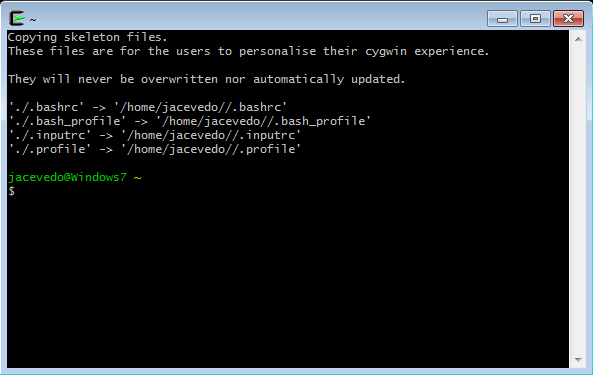 ~
Copying skeleton files.
These files are for the users to personalise their cygwin experience.
They will never be overwritten nor automatically updated.
'./.bashrc' -> '/home/jacevedo//.bashrc'
'./.bash_profile' -> '/home/jacevedo//.bash_profile'
'./.inputrc' -> '/home/jacevedo//.inputrc'
'./.profile' -> '/home/jacevedo//.profile'
jacevedo@Windows7 ~
$